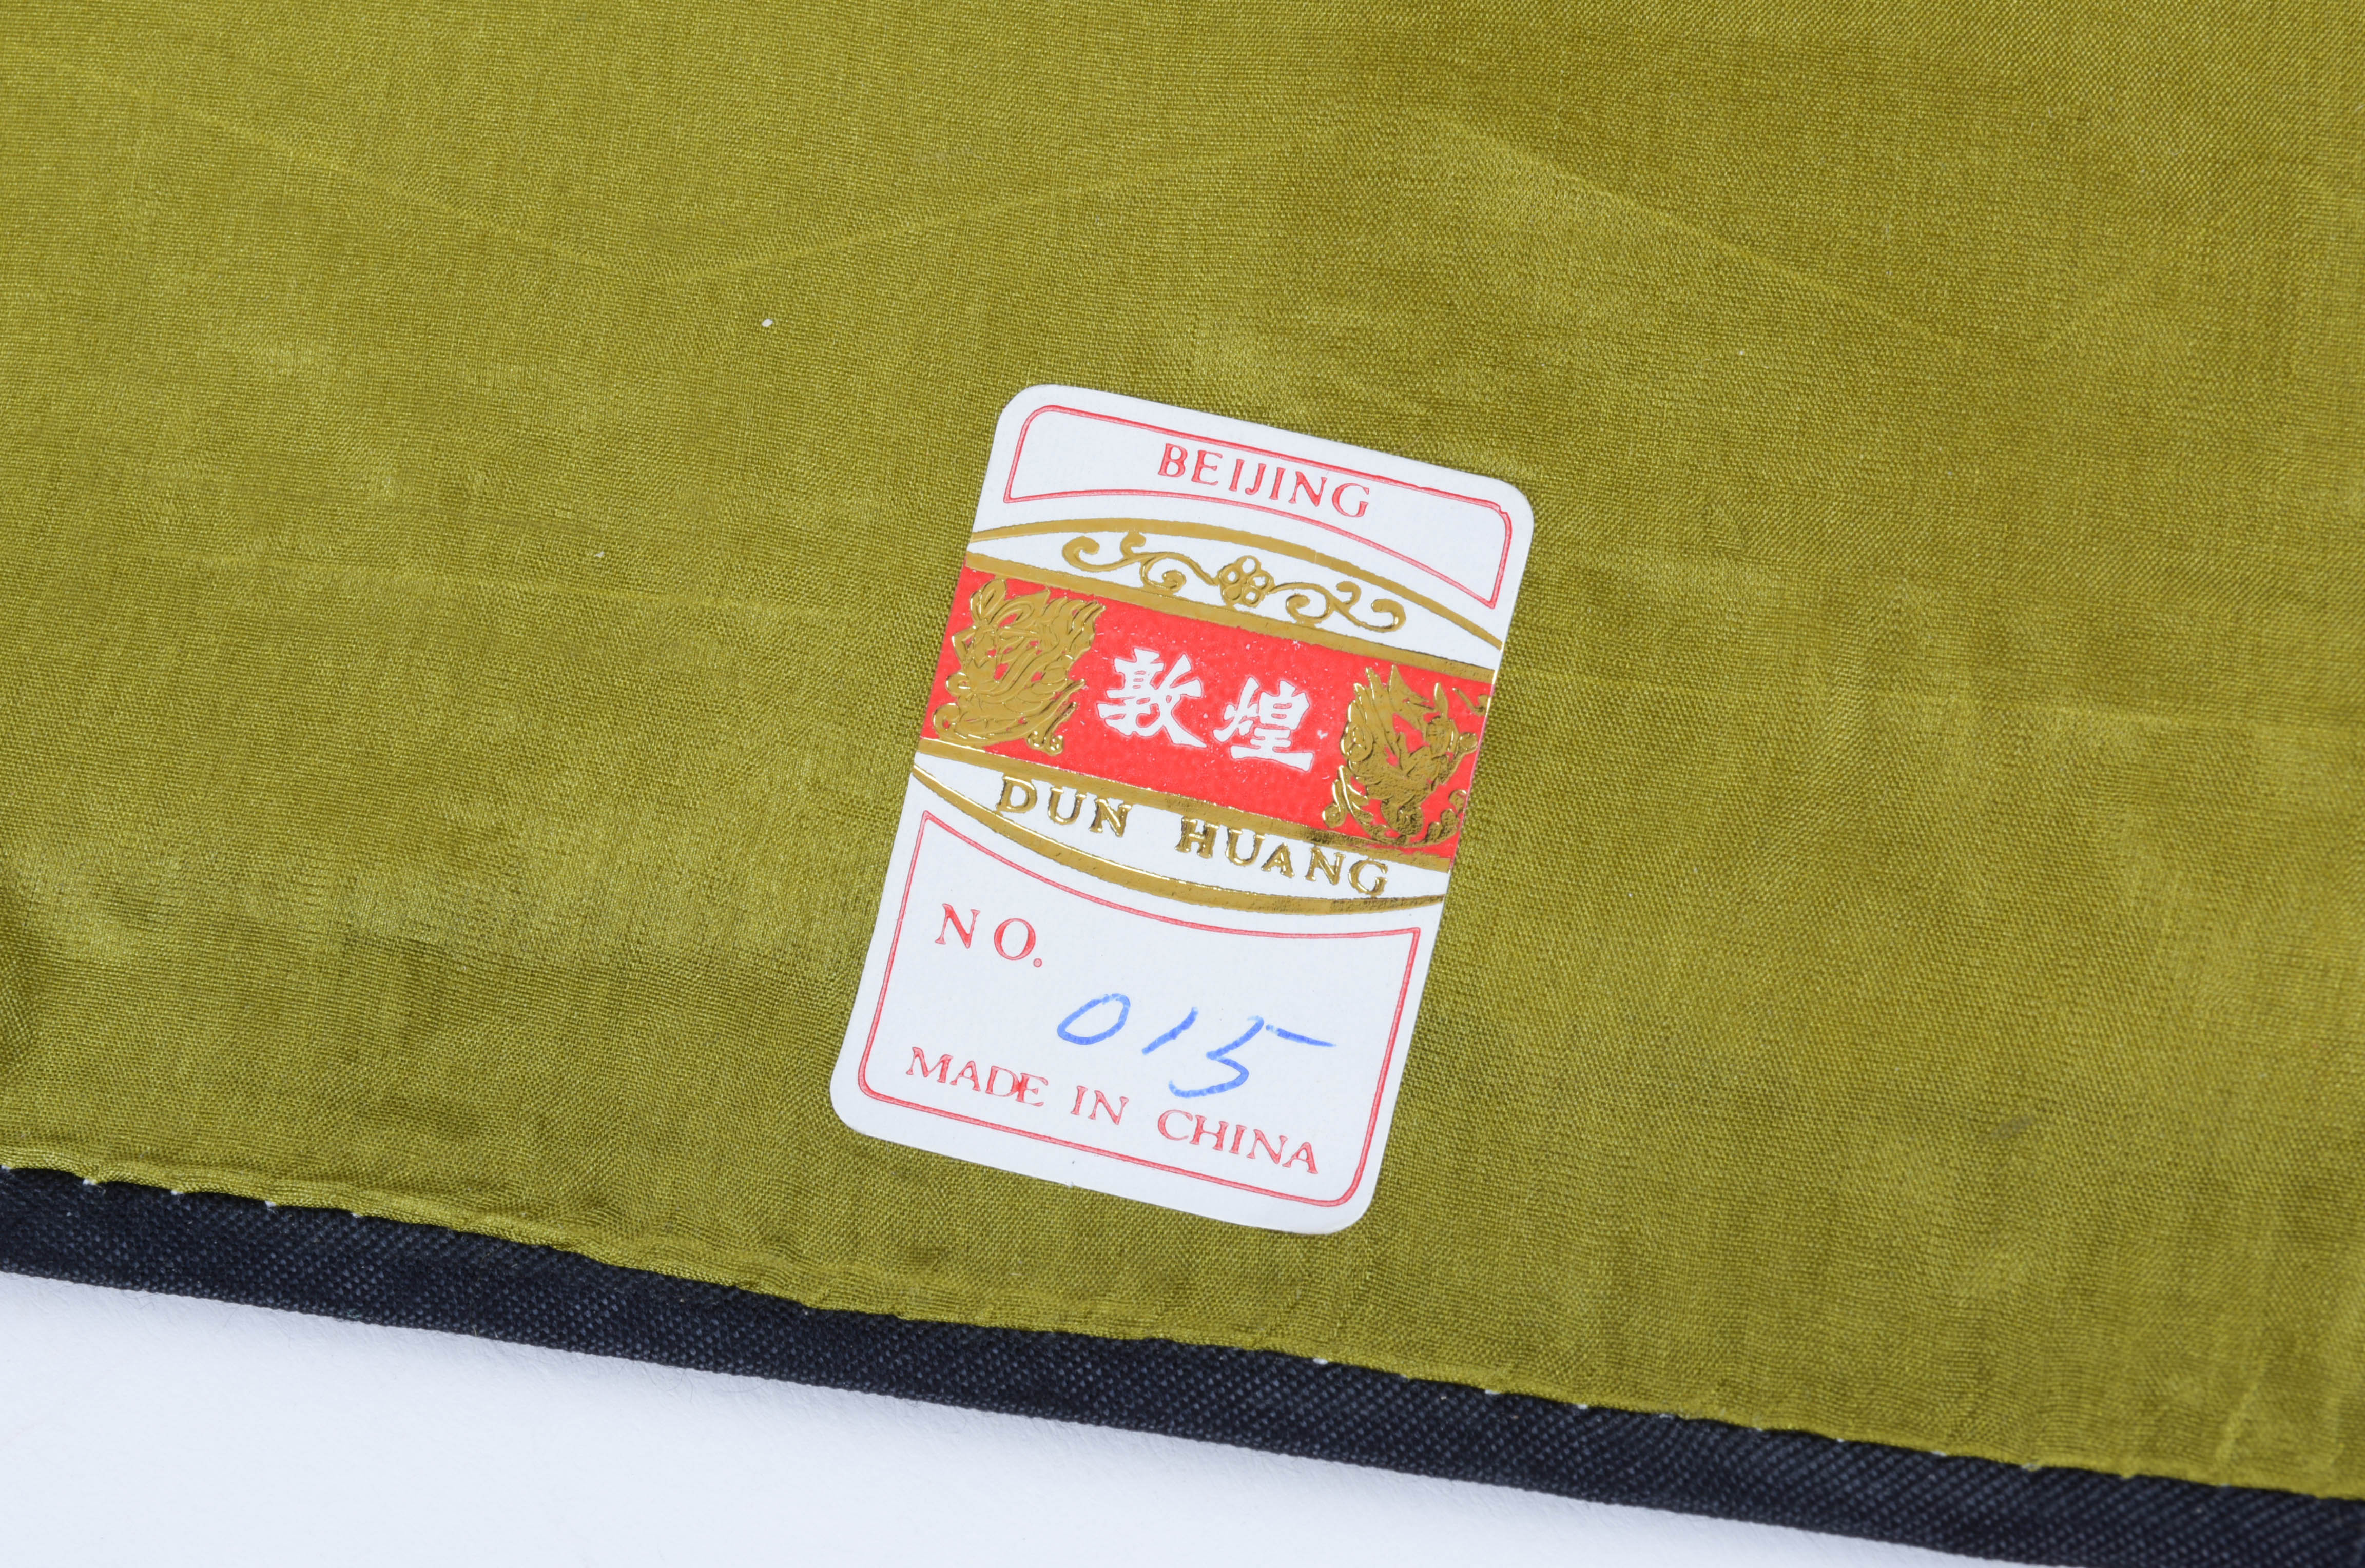 BEIJING
敦煌
DUN HUANG
NO.
015
MADE IN CHINA